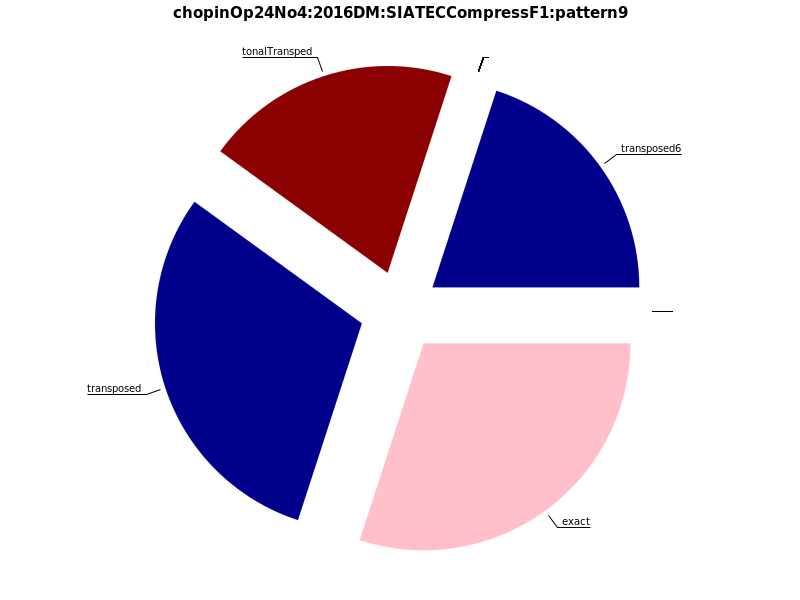 chopinOp24No4:2016DM:SIATECCompressF1:pattern9
tonalTransped
transposed6
transposed
exact